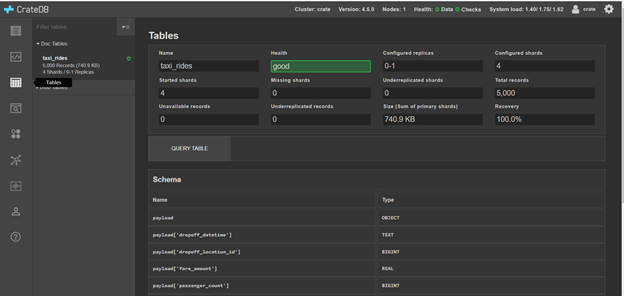 CrateDB Cluster: crate Version: 4.5.0 Nodes: 1 Health: Data Checks System load: 1.40/ 1.75/ 1.62 crate
Filter tables
Doc Tables
taxi_rides
5,000 Records (740.9 KB)
4 Shards / 0-1 Replicas
Tables
Tables
Name Health Configured replicas Configured shards
taxi_rides good 0-1 4
Started shards Missing shards Underreplicated shards Total records
4 0 0 5,000
Unavailable records Underreplicated records Size (Sum of primary shards) Recovery
0 0 740.9 KB 100.0%
QUERY TABLE
Schema
Name Type
payload OBJECT
payload['dropoff_datetime'] TEXT
payload['dropoff_location_id'] BIGINT
payload['fare_amount'] REAL
payload['passenger_count'] BIGINT